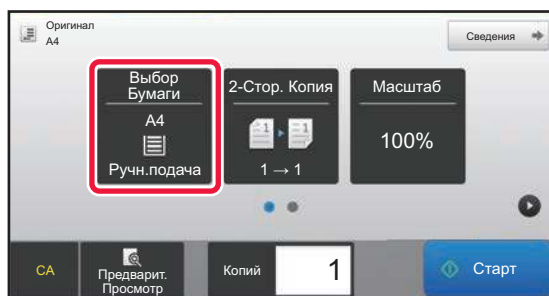 Оригинал
A4
Сведения
Выбор
Бумаги
A4
Ручн.подача
2-Стор. Копия
1 → 1
Масштаб
100%
CA
Предварит.
Просмотр
Копий
1
Старт